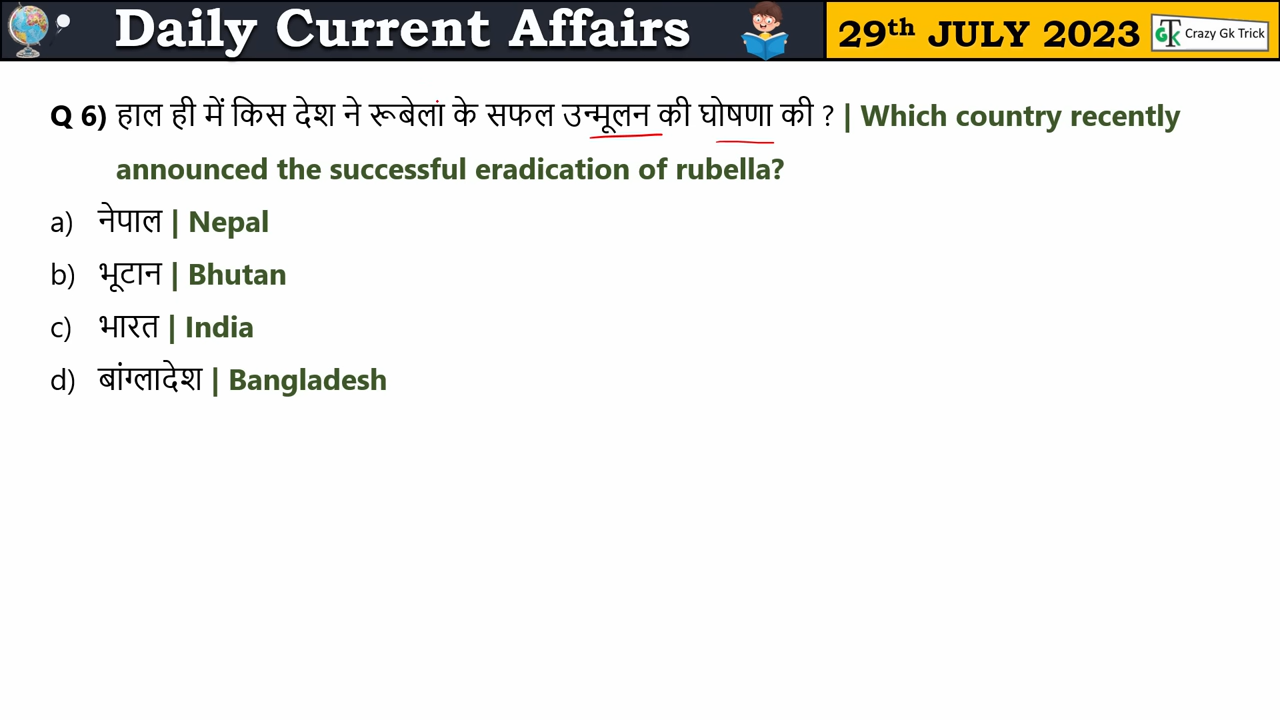 Daily Current Affairs
29th JULY 2023
GK Crazy Gk Trick
Q 6) हाल ही में किस देश ने रूबेला के सफल उन्मूलन की घोषणा की ? | Which country recently
announced the successful eradication of rubella?
a) नेपाल | Nepal
b) भूटान | Bhutan
c) भारत | India
d) बांग्लादेश | Bangladesh